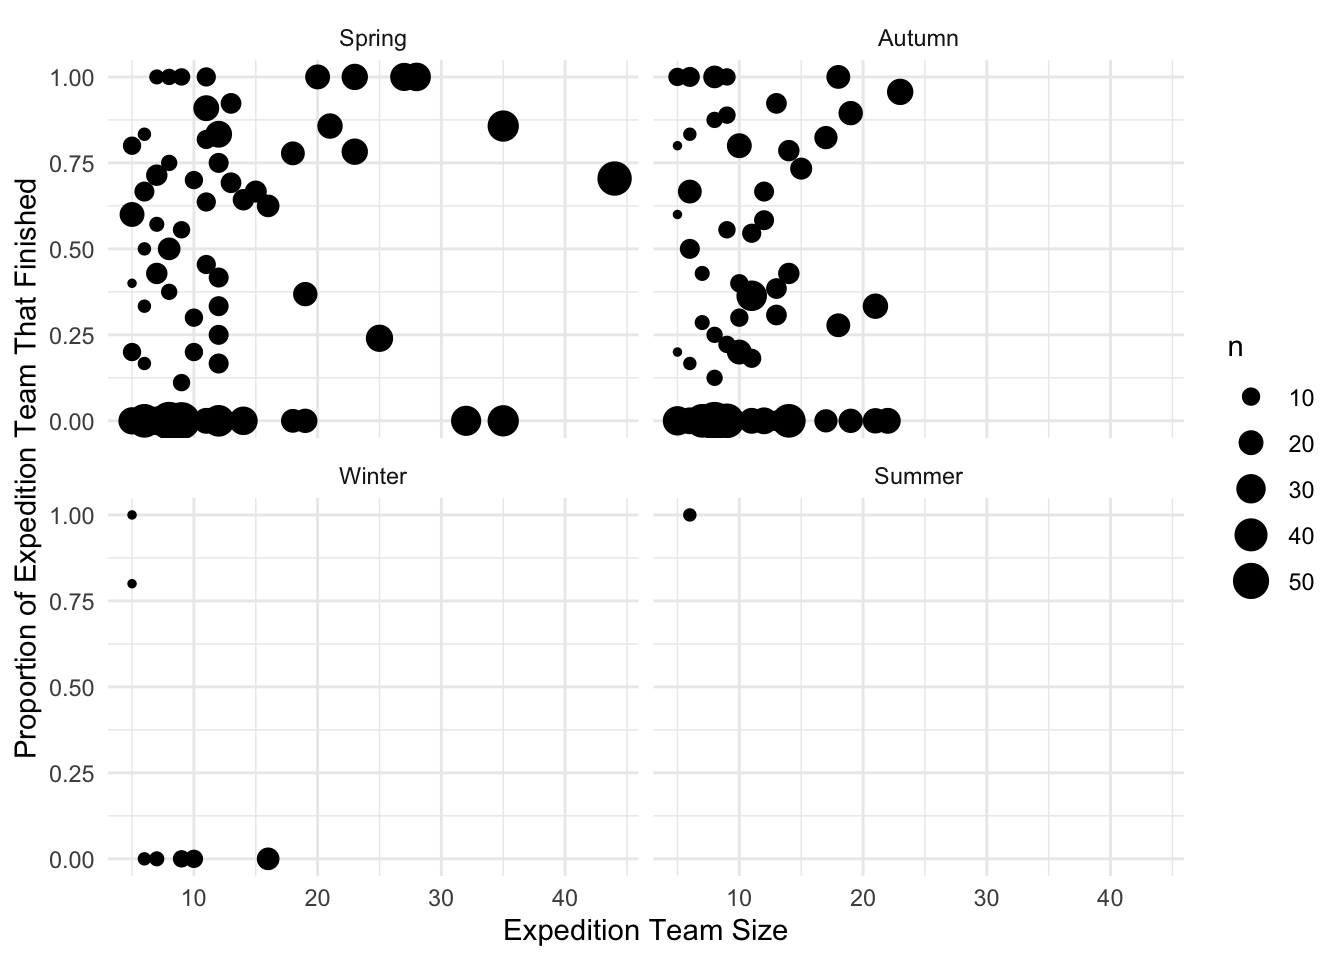 Spring
Autumn
1.00
0.75
0.50
0.25
0.00
Winter
Summer
1.00
0.75
0.50
0.25
0.00
10 20 30 40
10 20 30 40
Expedition Team Size
Proportion of Expedition Team That Finished
n
10
20
30
40
50